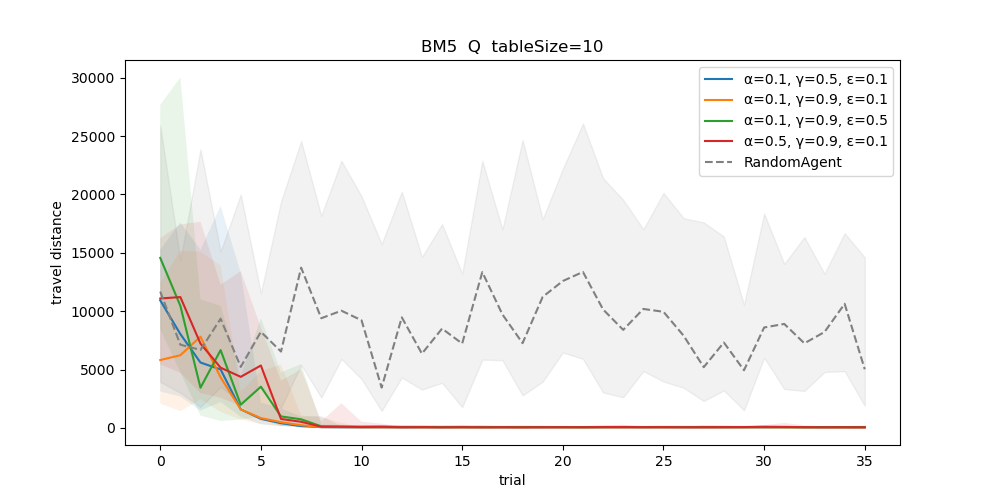 BM5  Q  tableSize=10
30000
25000
20000
15000
10000
5000
0
travel distance
α=0.1, γ=0.5, ε=0.1
α=0.1, γ=0.9, ε=0.1
α=0.1, γ=0.9, ε=0.5
α=0.5, γ=0.9, ε=0.1
RandomAgent
0 5 10 15 20 25 30 35
trial